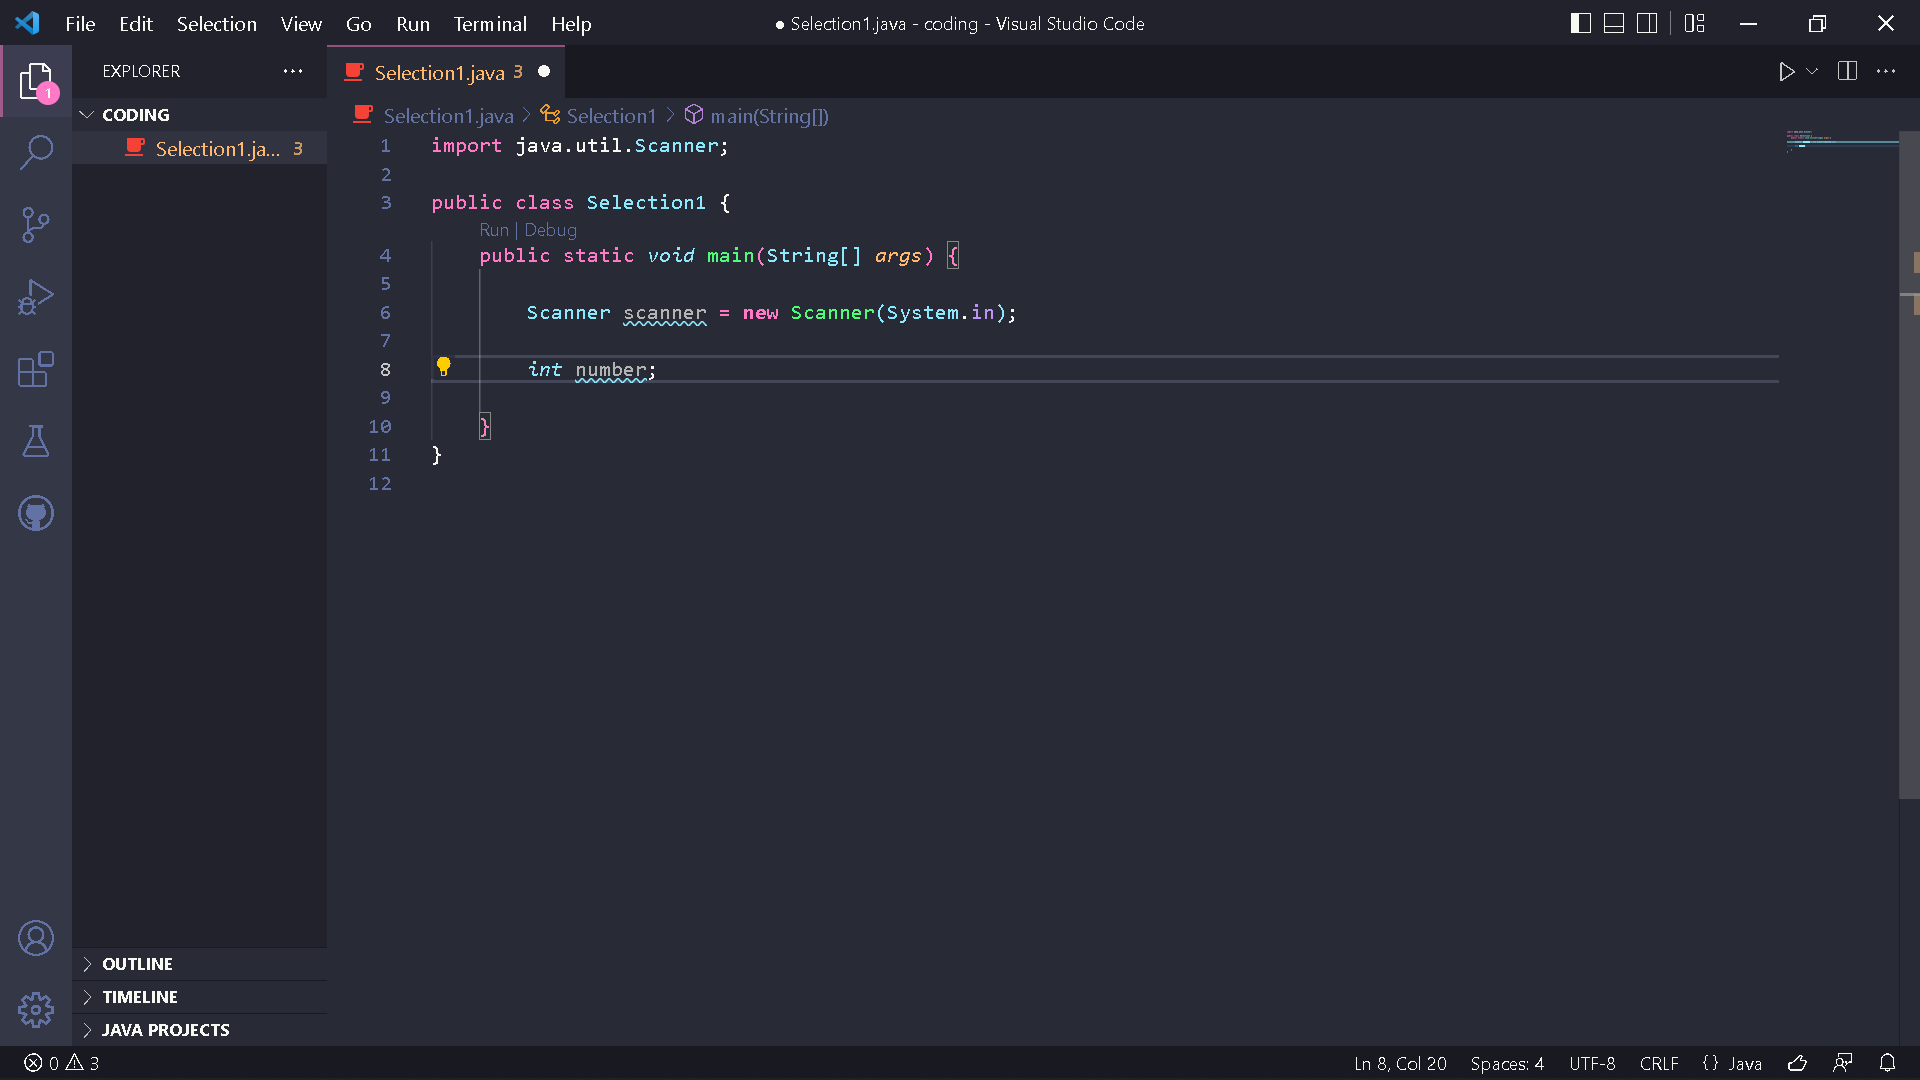 File Edit Selection View Go Run Terminal Help
● Selection1.java - coding - Visual Studio Code
1
EXPLORER
CODING
Selection1.ja... 3
OUTLINE
TIMELINE
JAVA PROJECTS
Selection1.java 3
Selection1.java > Selection1 > main(String[])
1 import java.util.Scanner;
2
3 public class Selection1 {
Run | Debug
4 public static void main(String[] args) {
5
6 Scanner scanner = new Scanner(System.in);
7
8 int number;
9
10 }
11 }
12
0 3
Ln 8, Col 20 Spaces: 4 UTF-8 CRLF {} Java